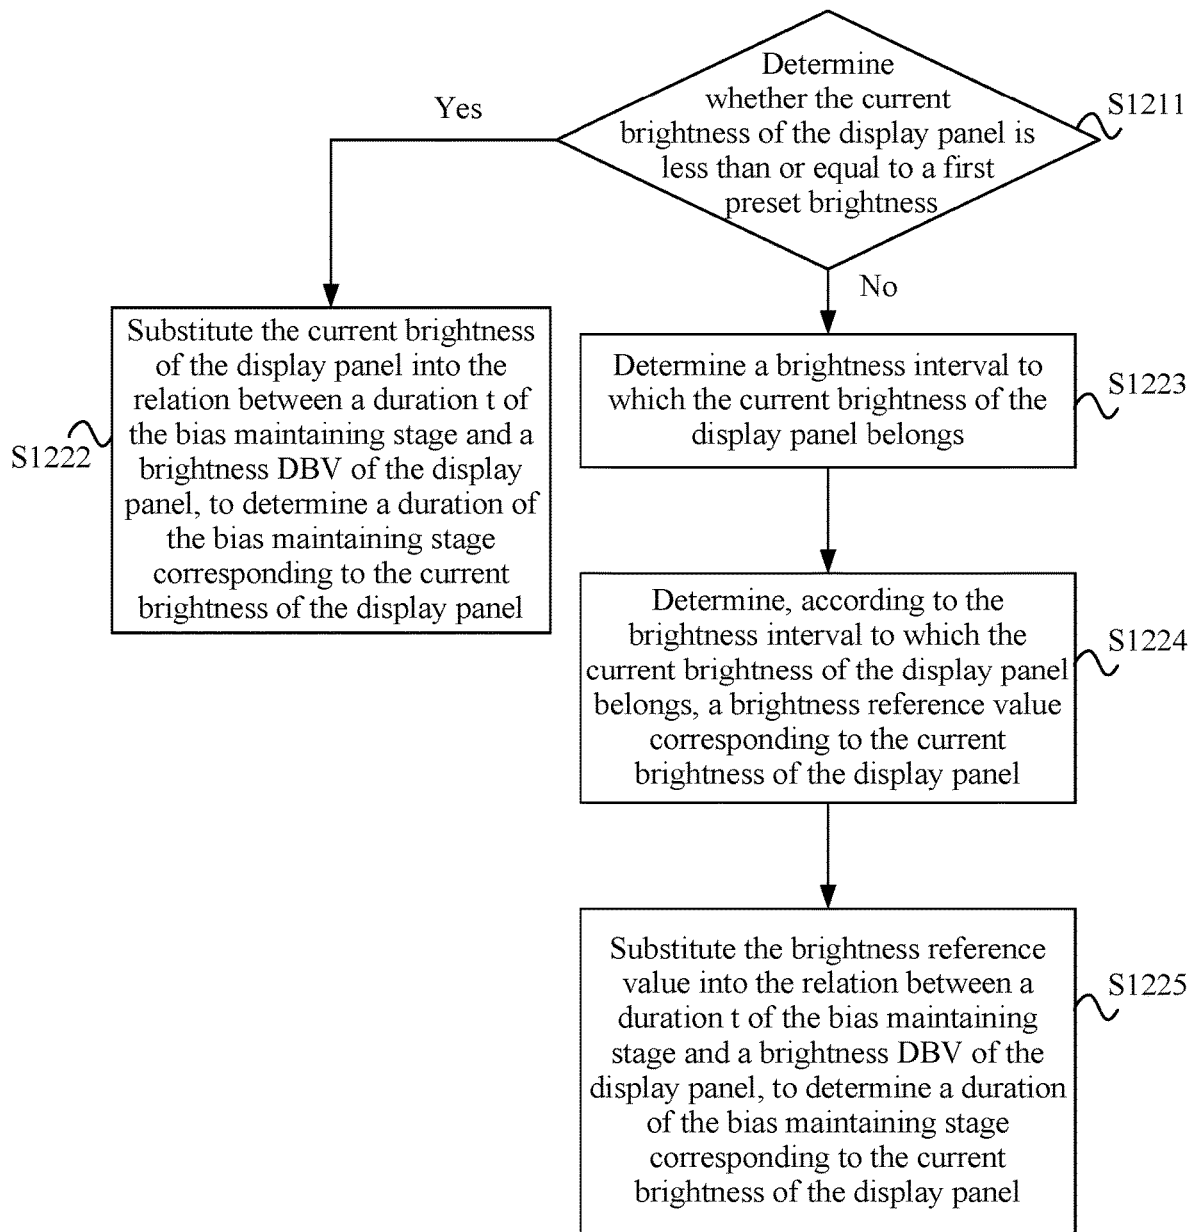 Determine
whether the current
brightness of the display panel is
less than or equal to a first
preset brightness
S1211
Yes
No
Substitute the current brightness
of the display panel into the
relation between a duration t of
the bias maintaining stage and a
brightness DBV of the display
panel, to determine a duration of
the bias maintaining stage
corresponding to the current
brightness of the display panel
S1222
Determine a brightness interval to
which the current brightness of the
display panel belongs
S1223
Determine, according to the
brightness interval to which the
current brightness of the display panel
belongs, a brightness reference value
corresponding to the current
brightness of the display panel
S1224
Substitute the brightness reference
value into the relation between a
duration t of the bias maintaining
stage and a brightness DBV of the
display panel, to determine a duration
of the bias maintaining stage
corresponding to the current
brightness of the display panel
S1225